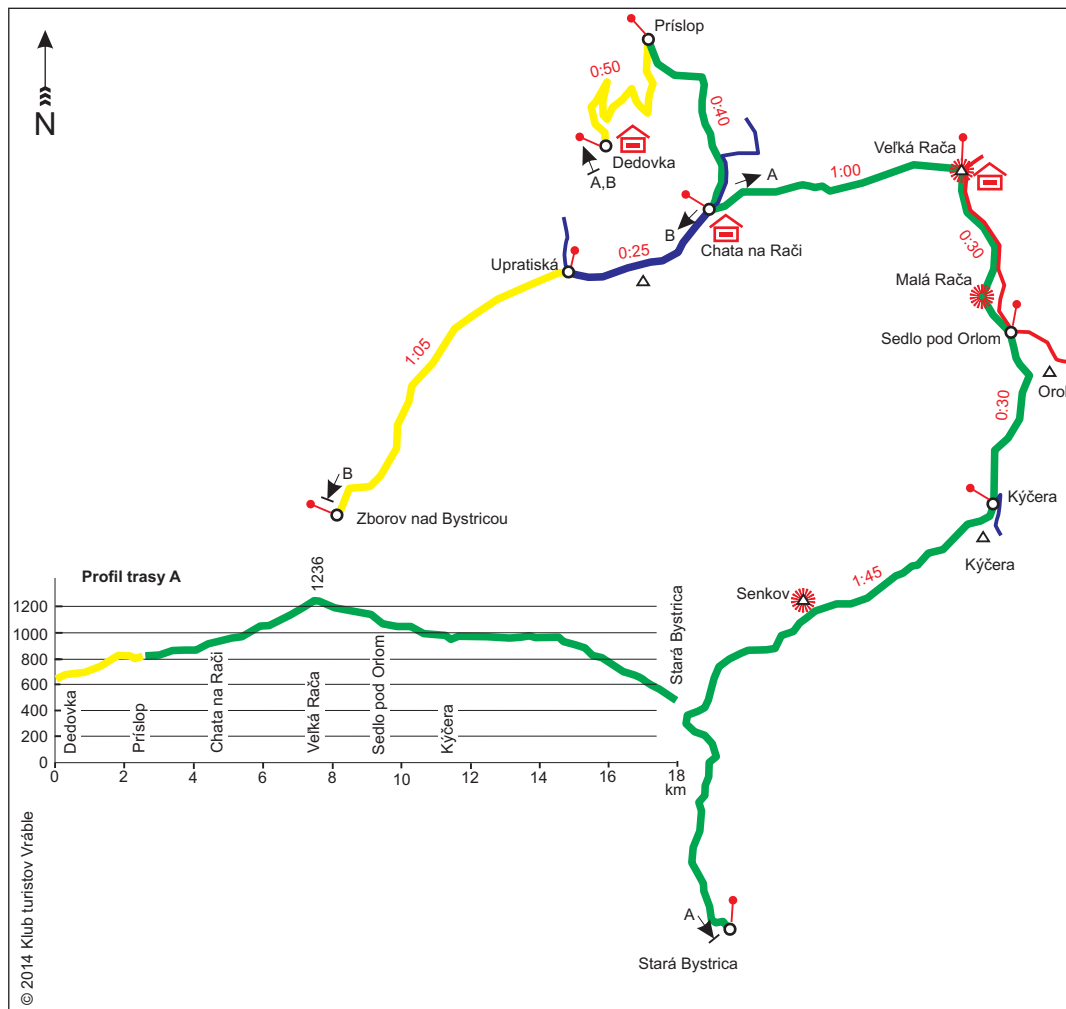 Príslop
0:50
N
0:40
Dedovka
A,B
Veľká Rača
A
1:00
B
0:25
Chata na Rači
Upratiská
0:30
Malá Rača
Sedlo pod Orlom
1:05
Orol
0:30
B
Zborov nad Bystricou
Kýčera
Kýčera
1:45
Senkov
Profil trasy A
1236
1200
1000
800
600
400
200
0
Dedovka
Príslop
Chata na Rači
Veľká Rača
Sedlo pod Orlom
Kýčera
Stará Bystrica
0 2 4 6 8 10 12 14 16 18
km
A
Stará Bystrica
© 2014 Klub turistov Vráble